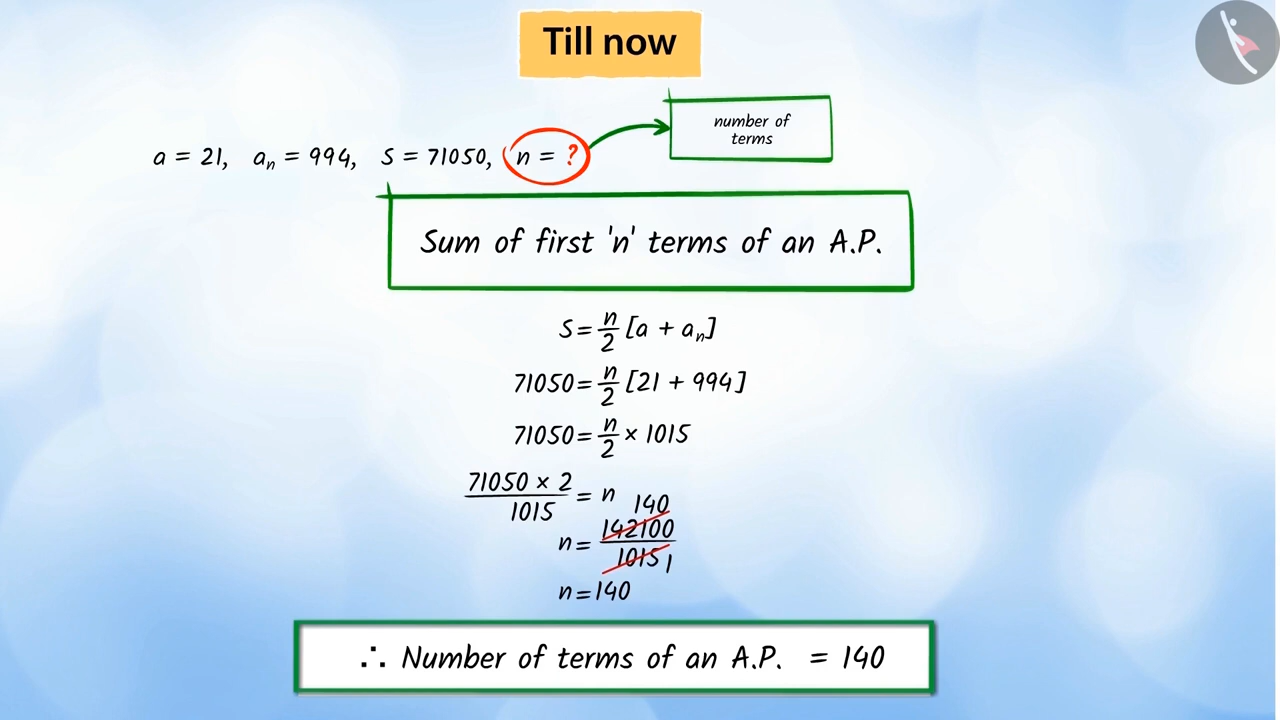 Till now
number of
terms
a = 21, aₙ = 994, S = 71050, n = ?
Sum of first 'n' terms of an A.P.
S = n/2 [a + aₙ]
71050 = n/2 [21 + 994]
71050 = n/2 × 1015
71050 × 2 / 1015 = n
140
n = 142100 / 1015 1
n = 140
∴ Number of terms of an A.P. = 140